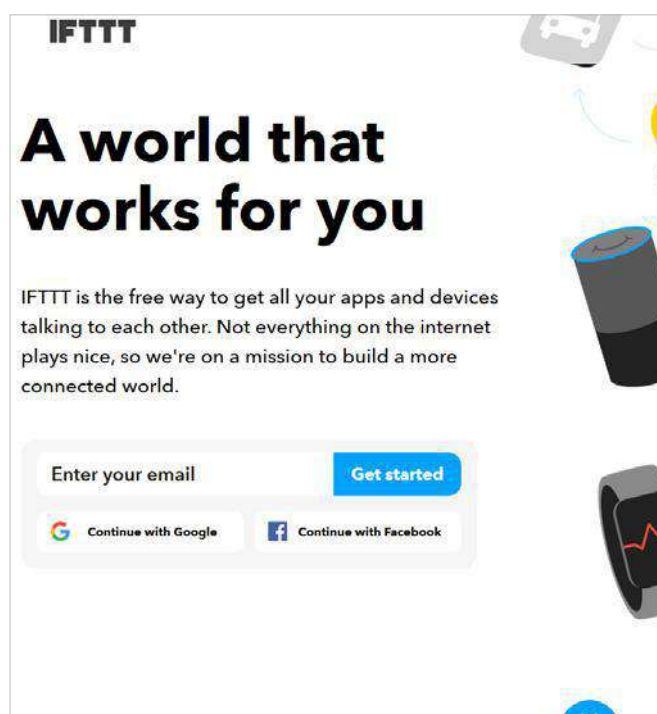 IFTTT
A world that
works for you
IFTTT is the free way to get all your apps and devices
talking to each other. Not everything on the internet
plays nice, so we're on a mission to build a more
connected world.
Enter your email
Get started
Continue with Google
Continue with Facebook